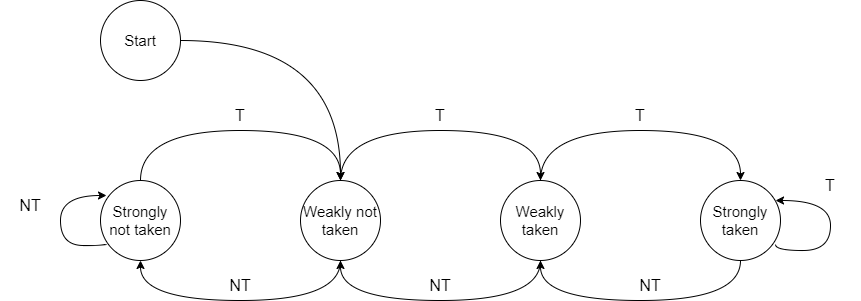 Start
T
T
T
NT
Strongly
not taken
Weakly not
taken
Weakly
taken
Strongly
taken
T
NT
NT
NT